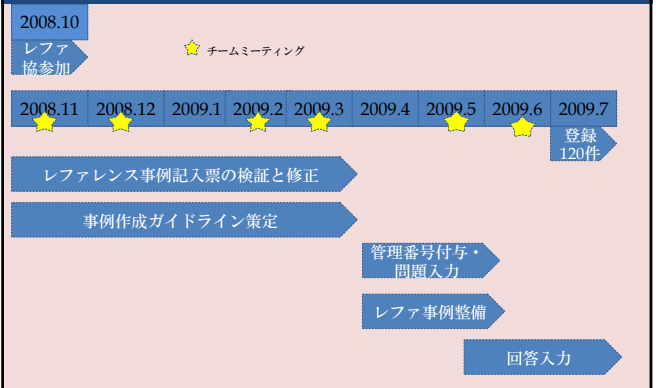 2008.10
レファ
協参加
チームミーティング
2008.11 2008.12 2009.1 2009.2 2009.3 2009.4 2009.5 2009.6 2009.7
登録
120件
レファレンス事例記入票の検証と修正
事例作成ガイドライン策定
管理番号付与・
問題入力
レファ事例整備
回答入力